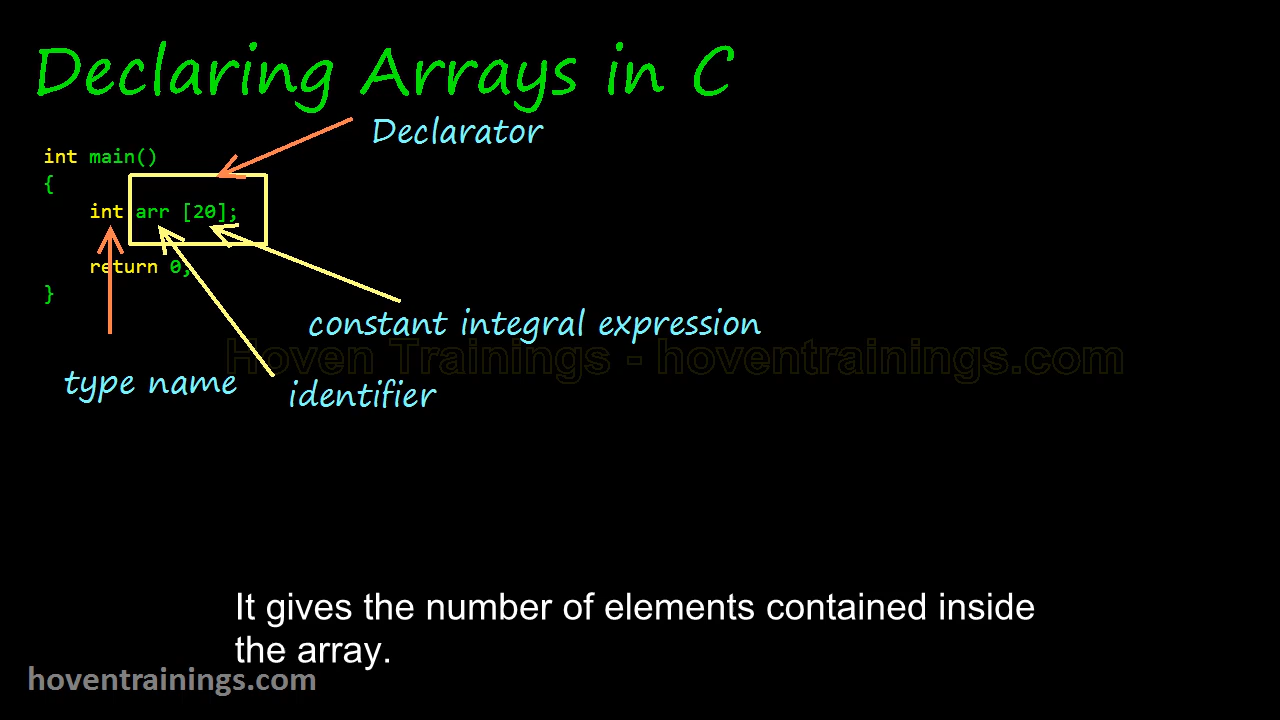 Declaring Arrays in C
Declarator
int main()
{
int arr [20];
return 0;
}
constant integral expression
Hoven Trainings - hoventrainings.com
type name
identifier
It gives the number of elements contained inside
the array.
hoventrainings.com